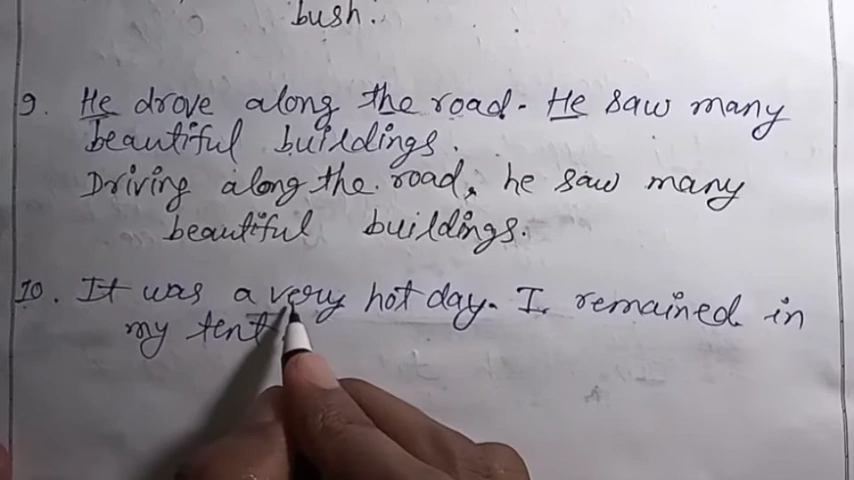 bush.
9. He drove along the road. He saw many
beautiful buildings.
Driving along the road, he saw many
beautiful buildings.
10. It was a very hot day. I remained in
my tent